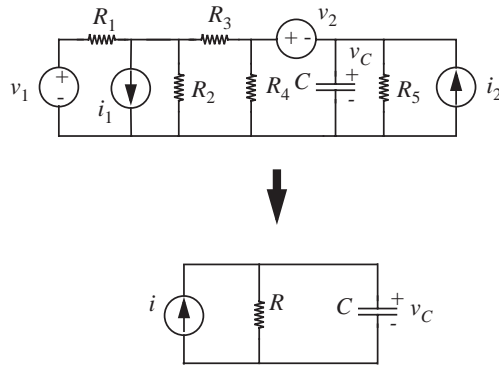 R1
R3
v2
+ -
v1
+
-
i1
R2
R4
C
vC
+
-
R5
i2
i
R
C
+
-
vC